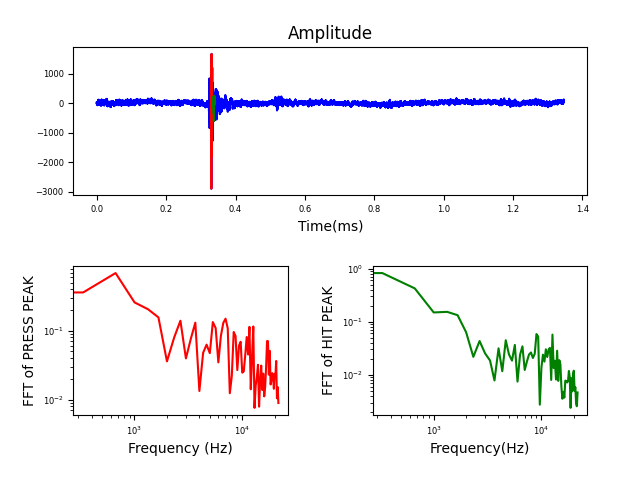 Amplitude
1000
0
−1000
−2000
−3000
0.0 0.2 0.4 0.6 0.8 1.0 1.2 1.4
Time(ms)
FFT of PRESS PEAK
10⁻¹
10⁻²
10³ 10⁴
Frequency (Hz)
FFT of HIT PEAK
10⁰
10⁻¹
10⁻²
10³ 10⁴
Frequency(Hz)